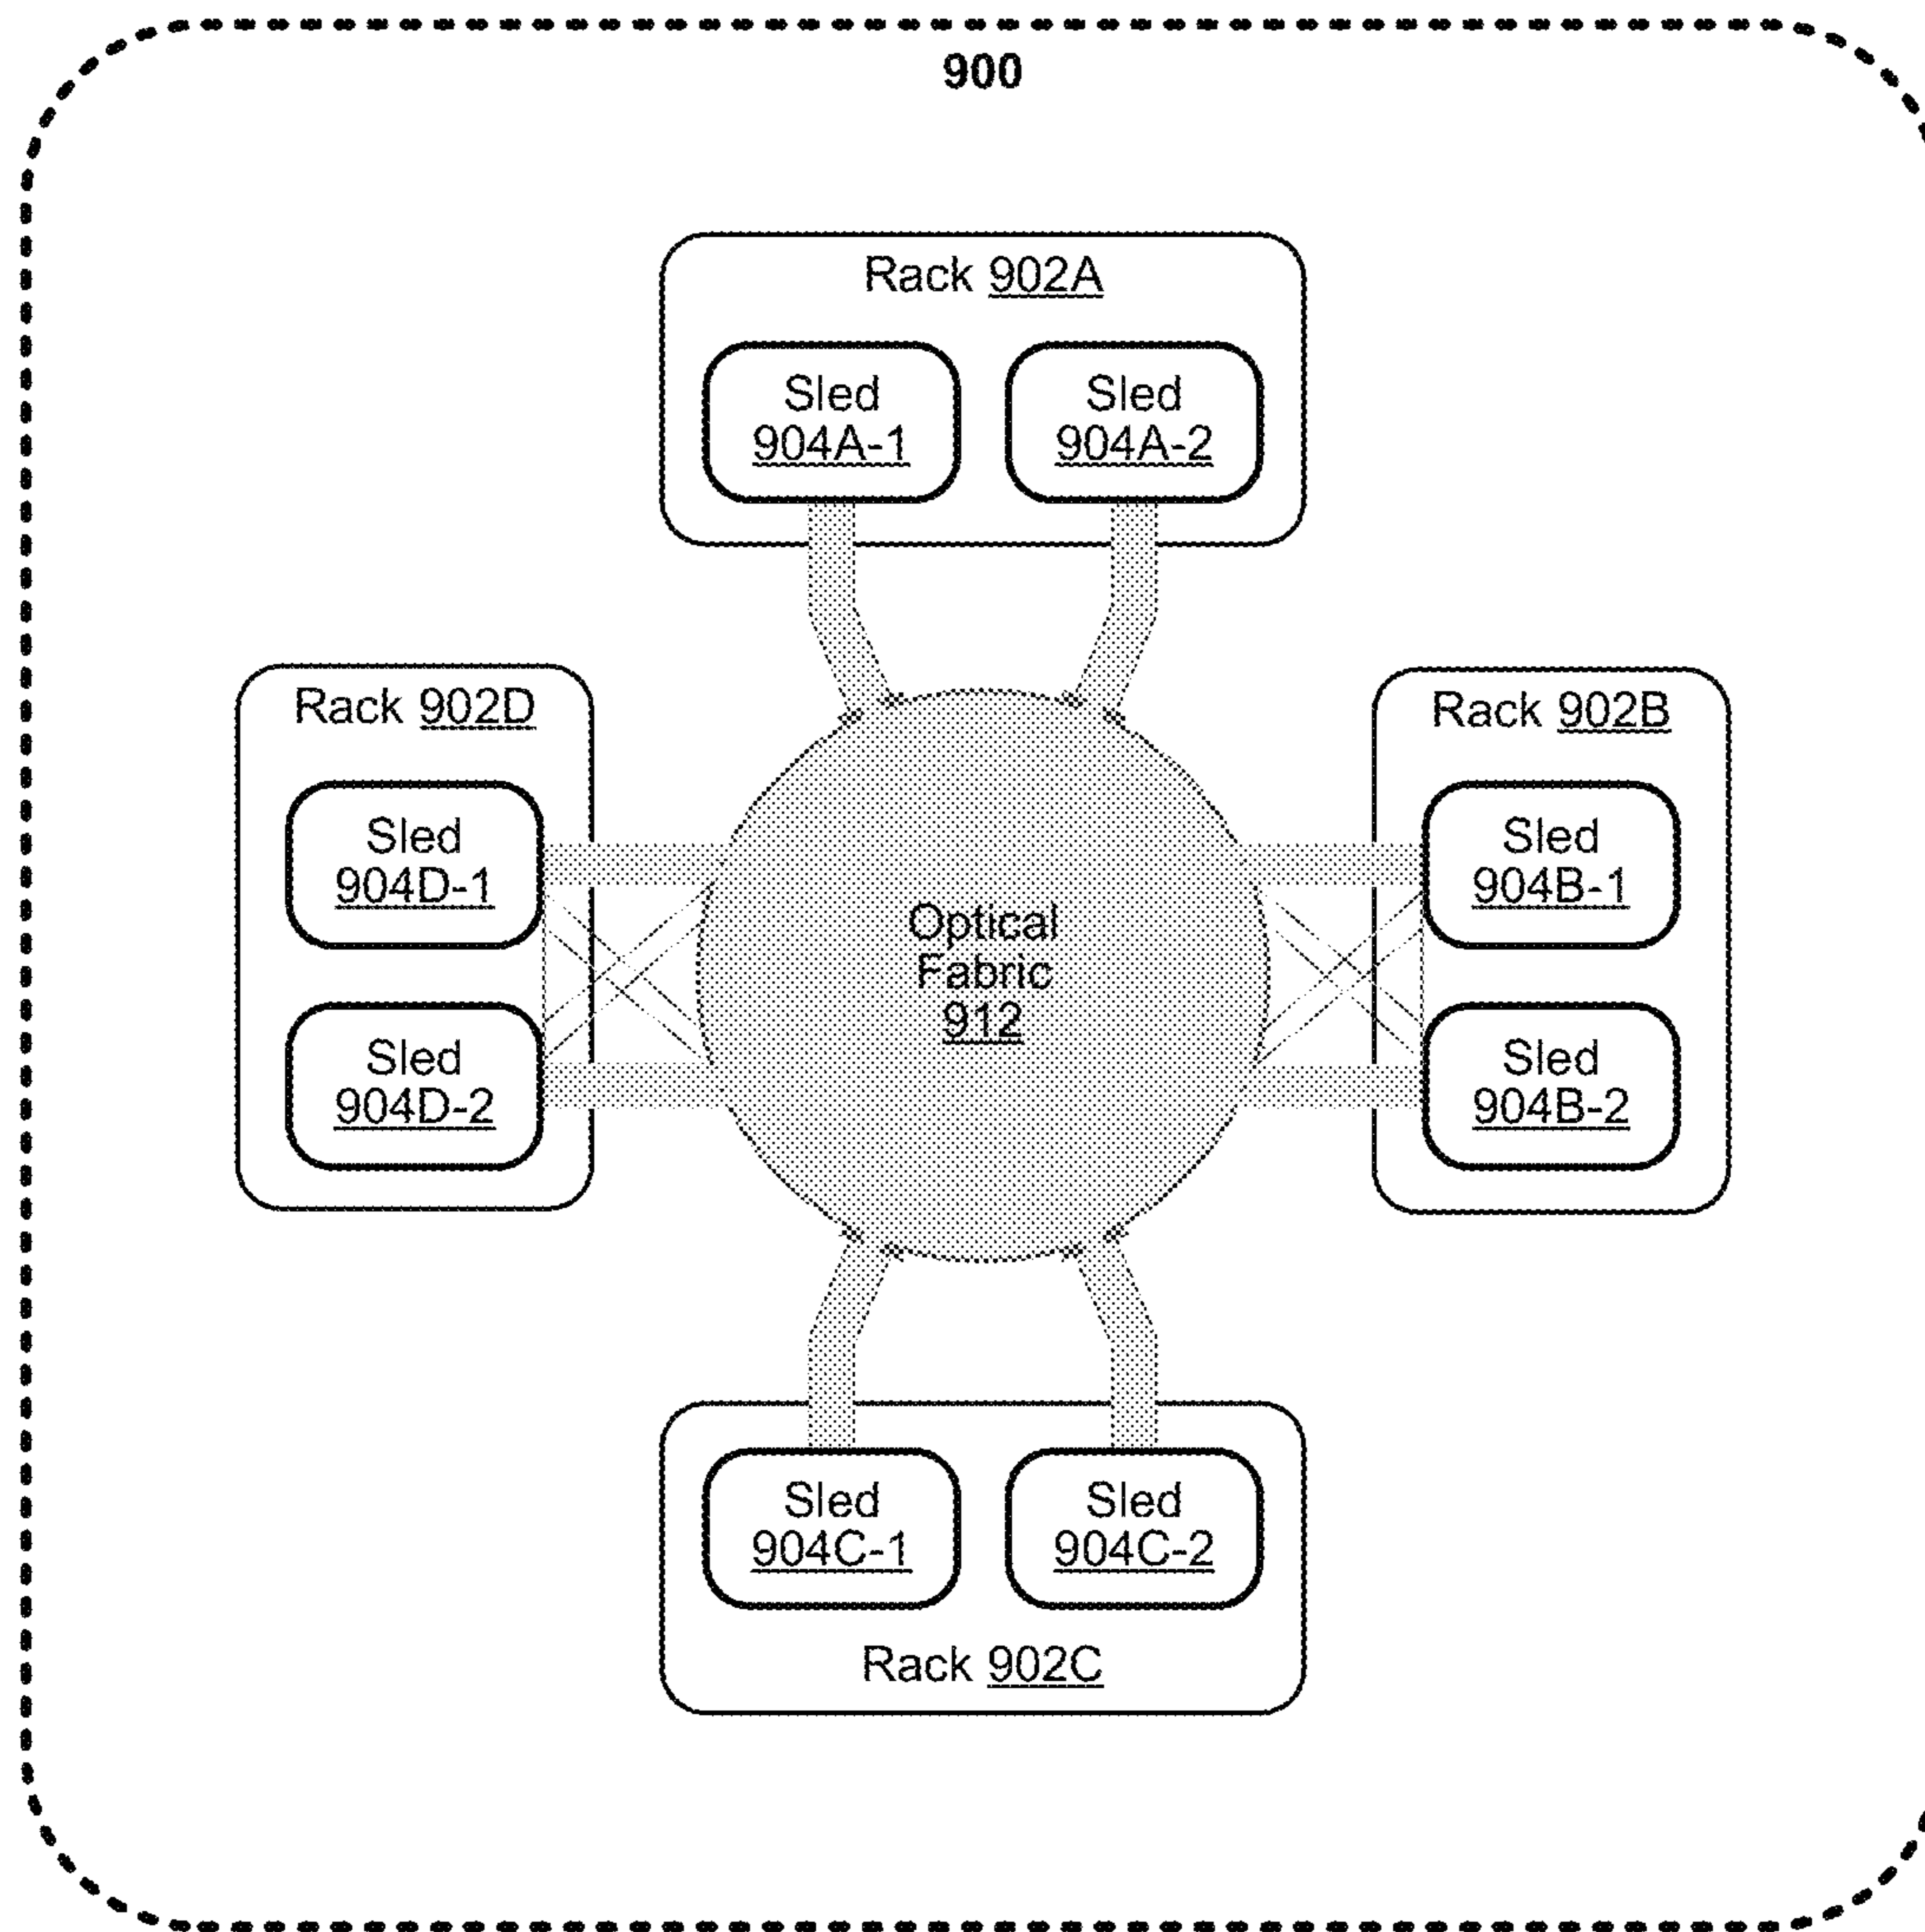 900
Rack 902A
Sled
904A-1
Sled
904A-2
Rack 902D
Sled
904D-1
Sled
904D-2
Optical
Fabric
912
Rack 902B
Sled
904B-1
Sled
904B-2
Sled
904C-1
Sled
904C-2
Rack 902C